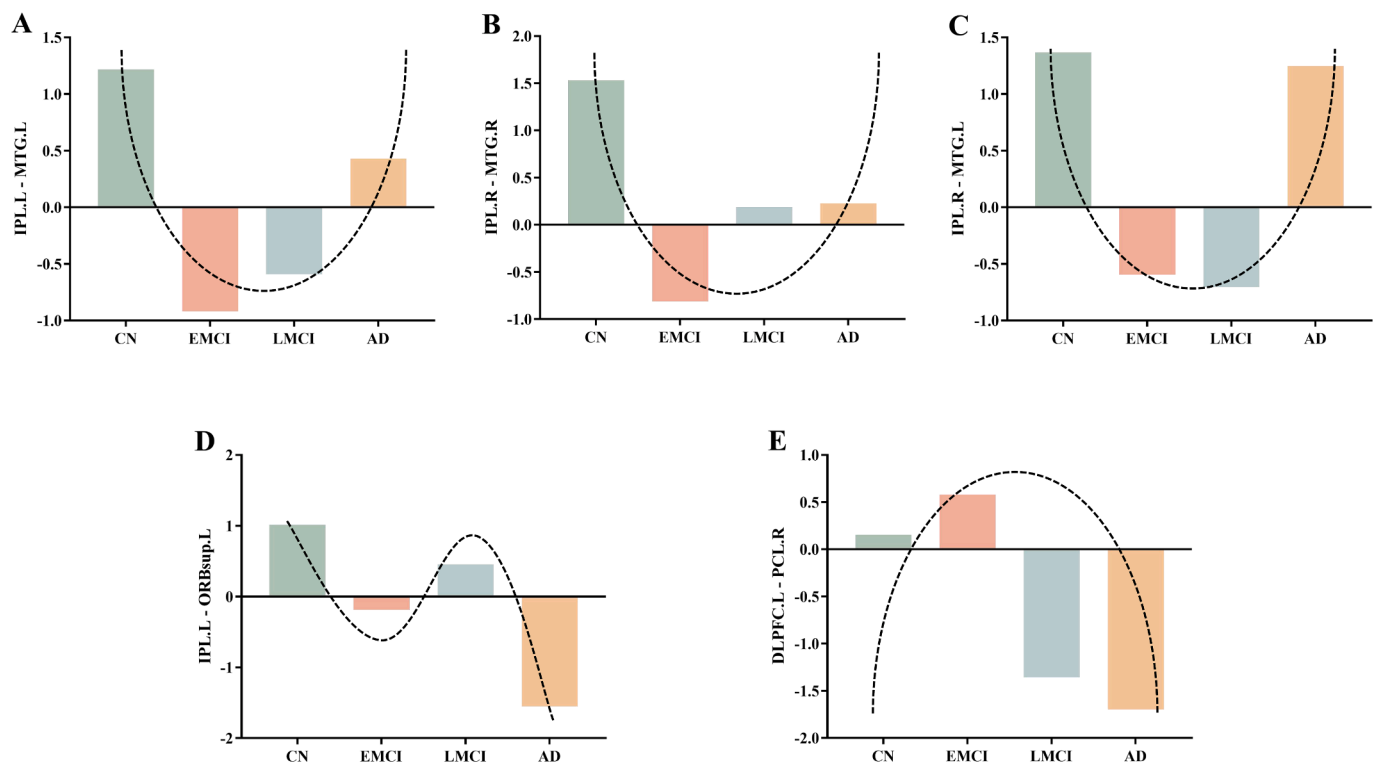 A
IPL.L - MTG.L
1.5
1.0
0.5
0.0
-0.5
-1.0
CN EMCI LMCI AD
B
IPL.R - MTG.R
2.0
1.5
1.0
0.5
0.0
-0.5
-1.0
CN EMCI LMCI AD
C
IPL.R - MTG.L
1.5
1.0
0.5
0.0
-0.5
-1.0
CN EMCI LMCI AD
D
IPL.L - ORBsup.L
2
1
0
-1
-2
CN EMCI LMCI AD
E
DLPFC.L - PCL.R
1.0
0.5
0.0
-0.5
-1.0
-1.5
-2.0
CN EMCI LMCI AD